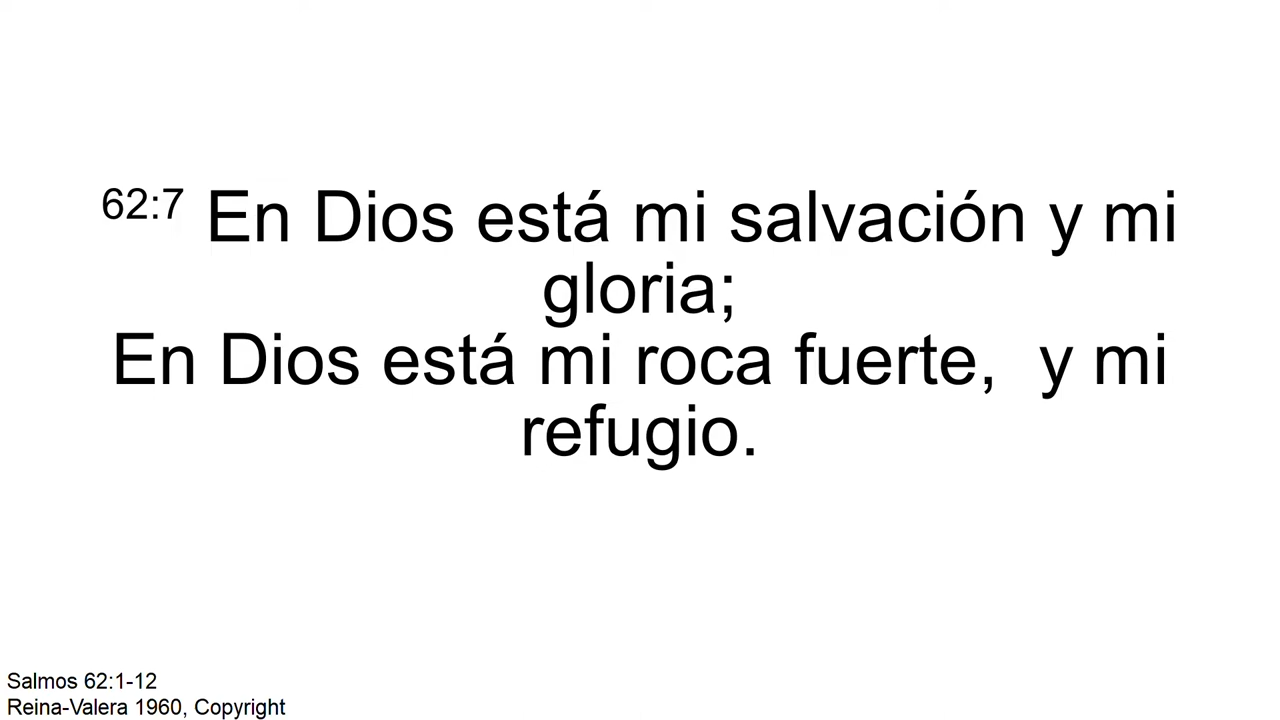 62:7 En Dios está mi salvación y mi
gloria;
En Dios está mi roca fuerte,  y mi
refugio.
Salmos 62:1-12
Reina-Valera 1960, Copyright